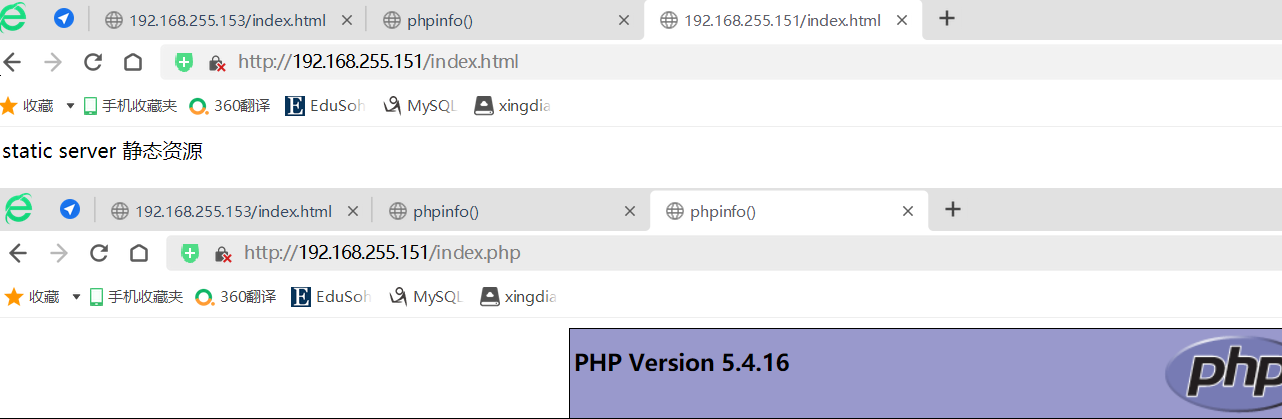 192.168.255.153/index.html phpinfo() 192.168.255.151/index.html
http://192.168.255.151/index.html
收藏 手机收藏夹 360翻译 EduSoh MySQL xingdia
static server 静态资源
192.168.255.153/index.html phpinfo() phpinfo()
http://192.168.255.151/index.php
收藏 手机收藏夹 360翻译 EduSoh MySQL xingdia
PHP Version 5.4.16
php